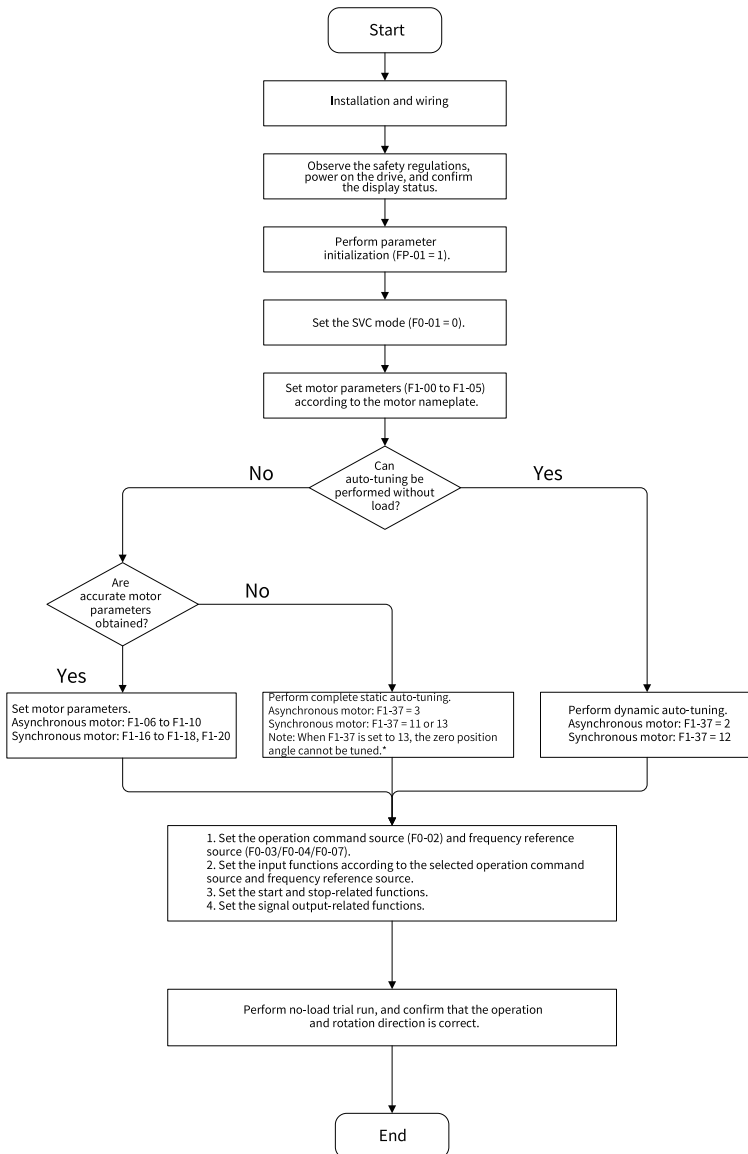 Start
Installation and wiring
Observe the safety regulations,
power on the drive, and confirm
the display status.
Perform parameter
initialization (FP-01 = 1).
Set the SVC mode (F0-01 = 0).
Set motor parameters (F1-00 to F1-05)
according to the motor nameplate.
Can
auto-tuning be
performed without
load?
No
Yes
Are
accurate motor
parameters
obtained?
No
Yes
Set motor parameters.
Asynchronous motor: F1-06 to F1-10
Synchronous motor: F1-16 to F1-18, F1-20
Perform complete static auto-tuning.
Asynchronous motor: F1-37 = 3
Synchronous motor: F1-37 = 11 or 13
Note: When F1-37 is set to 13, the zero position
angle cannot be tuned.*
Perform dynamic auto-tuning.
Asynchronous motor: F1-37 = 2
Synchronous motor: F1-37 = 12
1. Set the operation command source (F0-02) and frequency reference
source (F0-03/F0-04/F0-07).
2. Set the input functions according to the selected operation command
source and frequency reference source.
3. Set the start and stop-related functions.
4. Set the signal output-related functions.
Perform no-load trial run, and confirm that the operation
and rotation direction is correct.
End